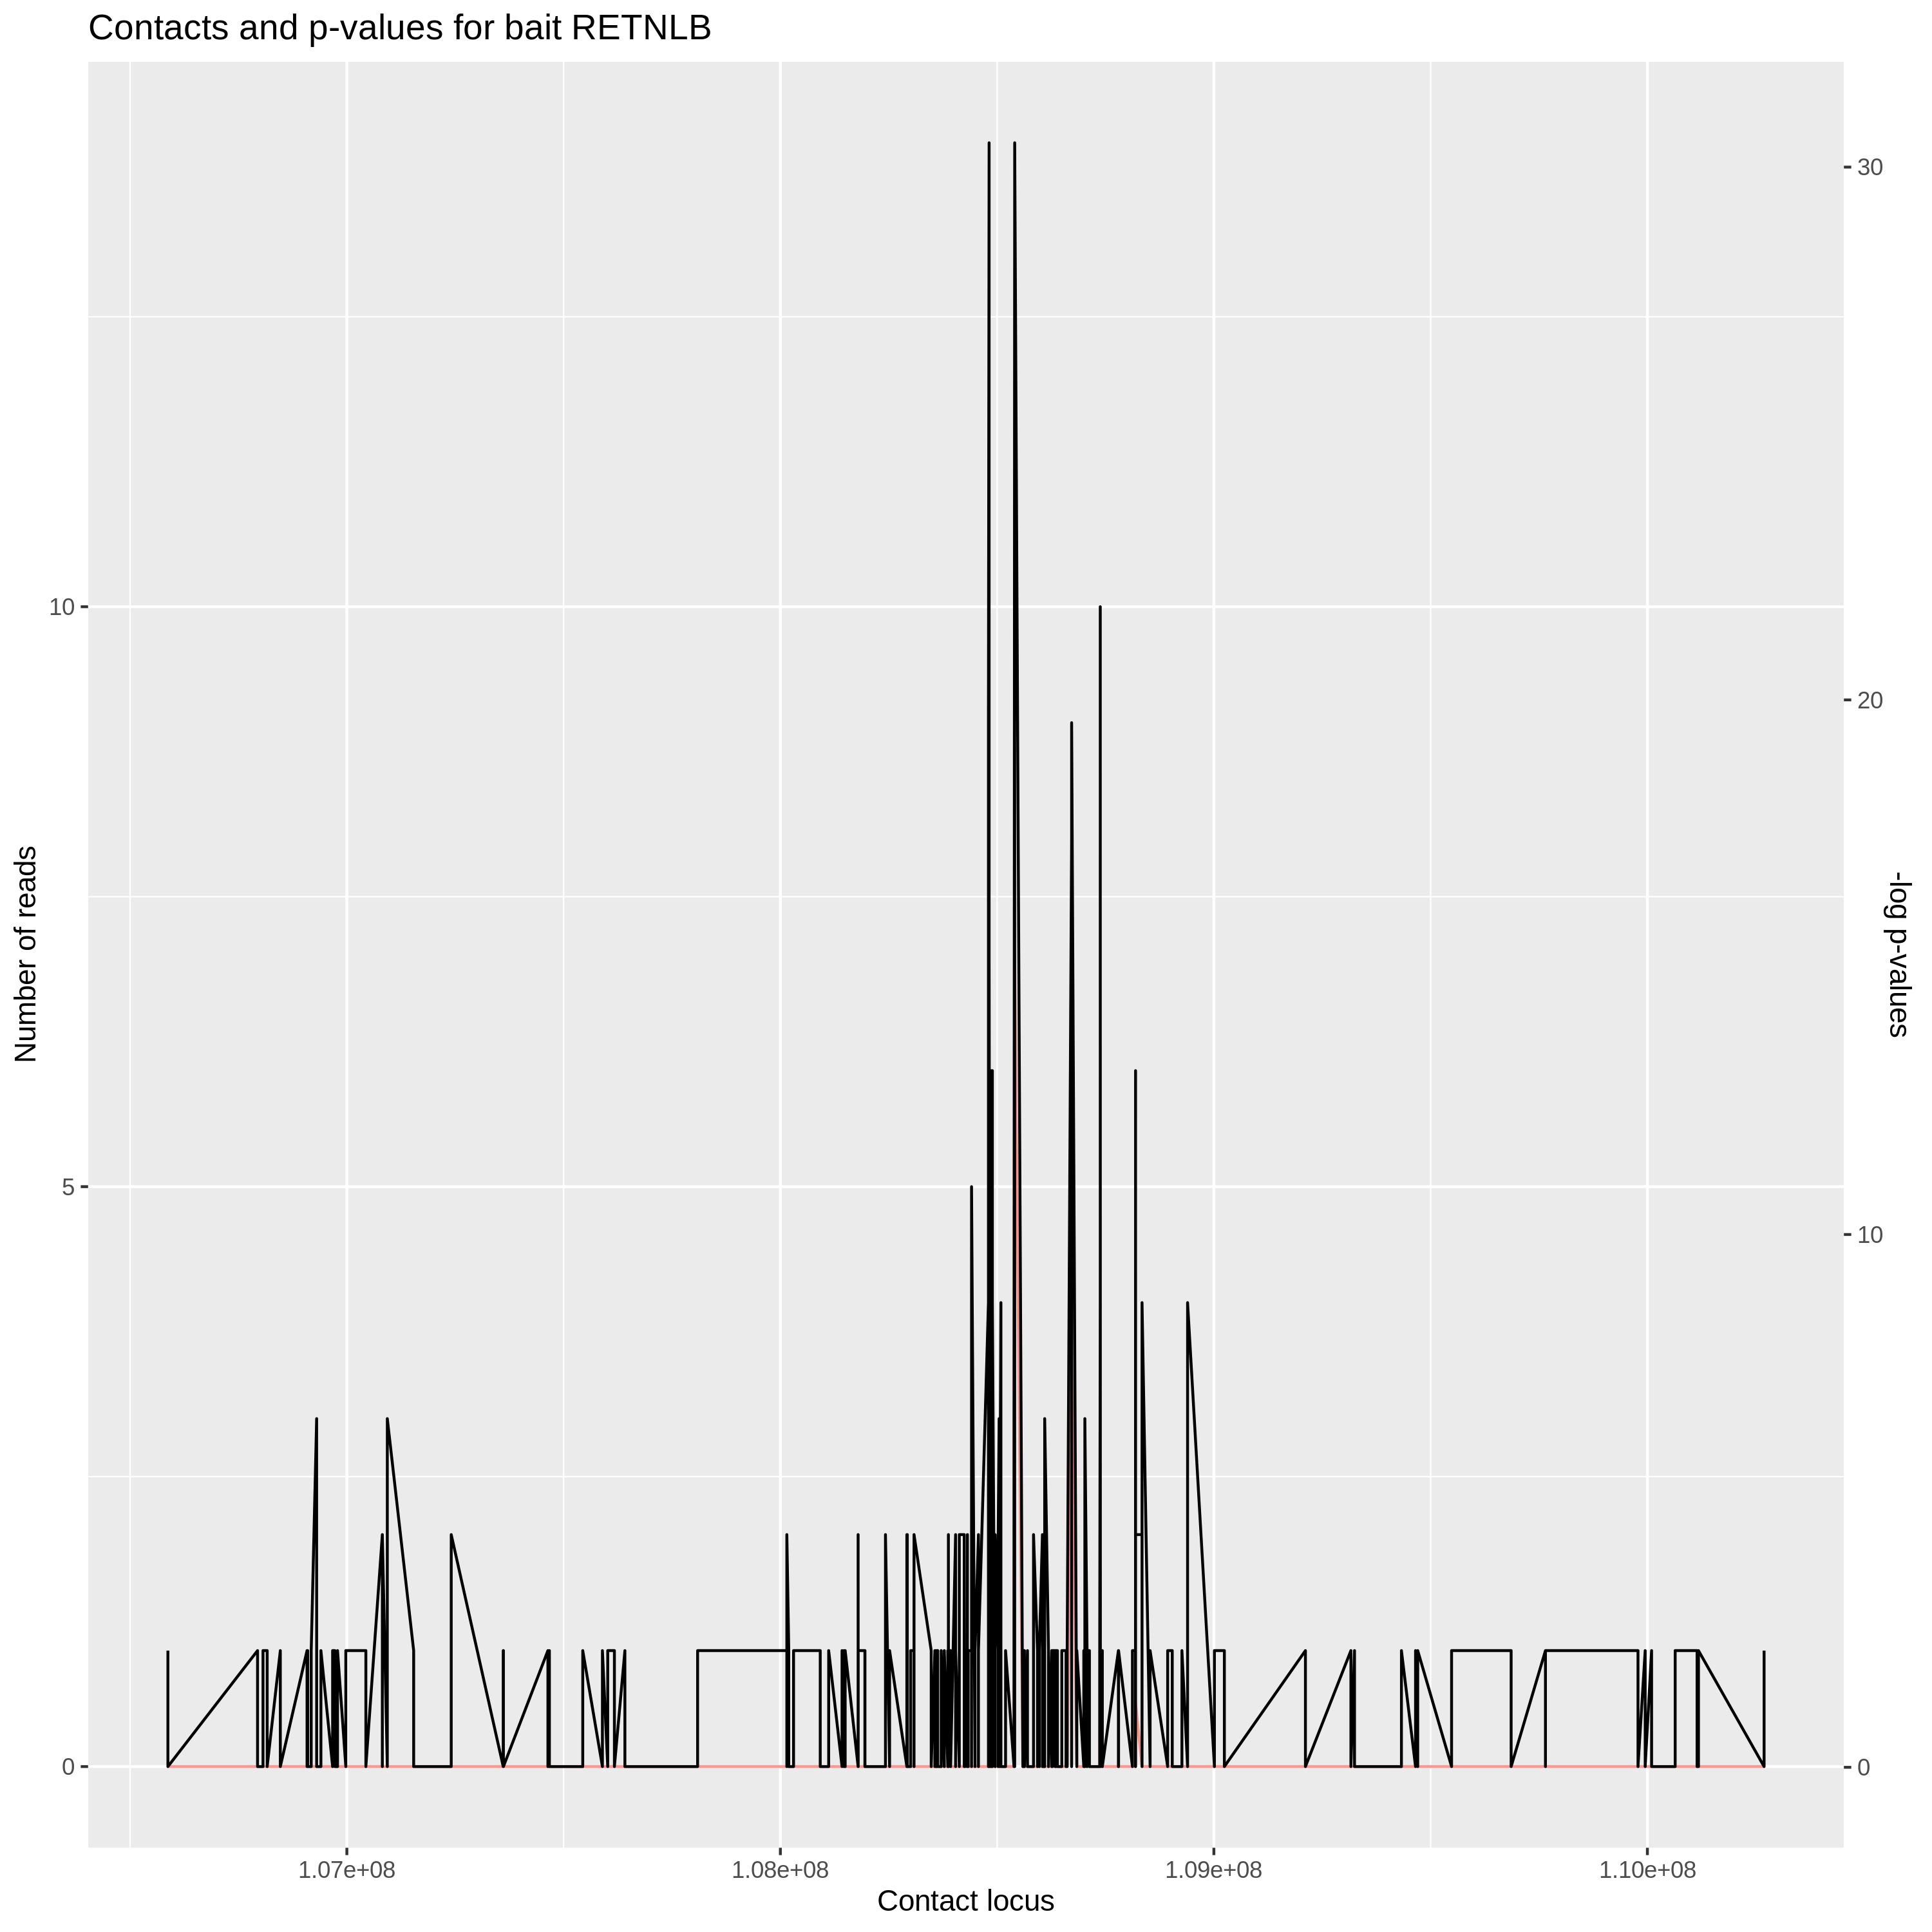 Contacts and p-values for bait RETNLB
30
10
20
Number of reads
-log p-values
5
10
0
0
1.07e+08 1.08e+08 1.09e+08 1.10e+08
Contact locus